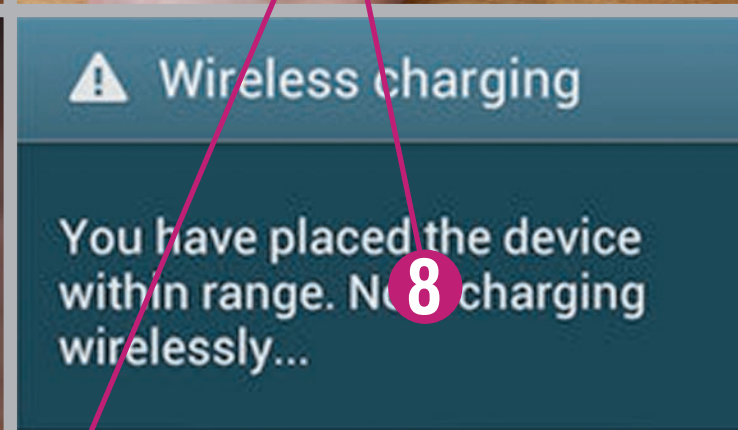 Wireless charging
You have placed the device
within range. charging
wirelessly...
8